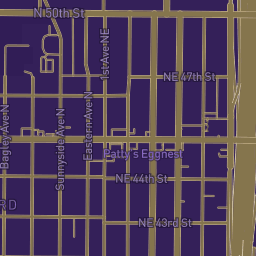 N 50th St
1st Ave NE
NE 47th St
Bagley Ave N
Sunnyside Ave N
Eastern Ave N
Patty's Eggnest
NE 44th St
NE 43rd St